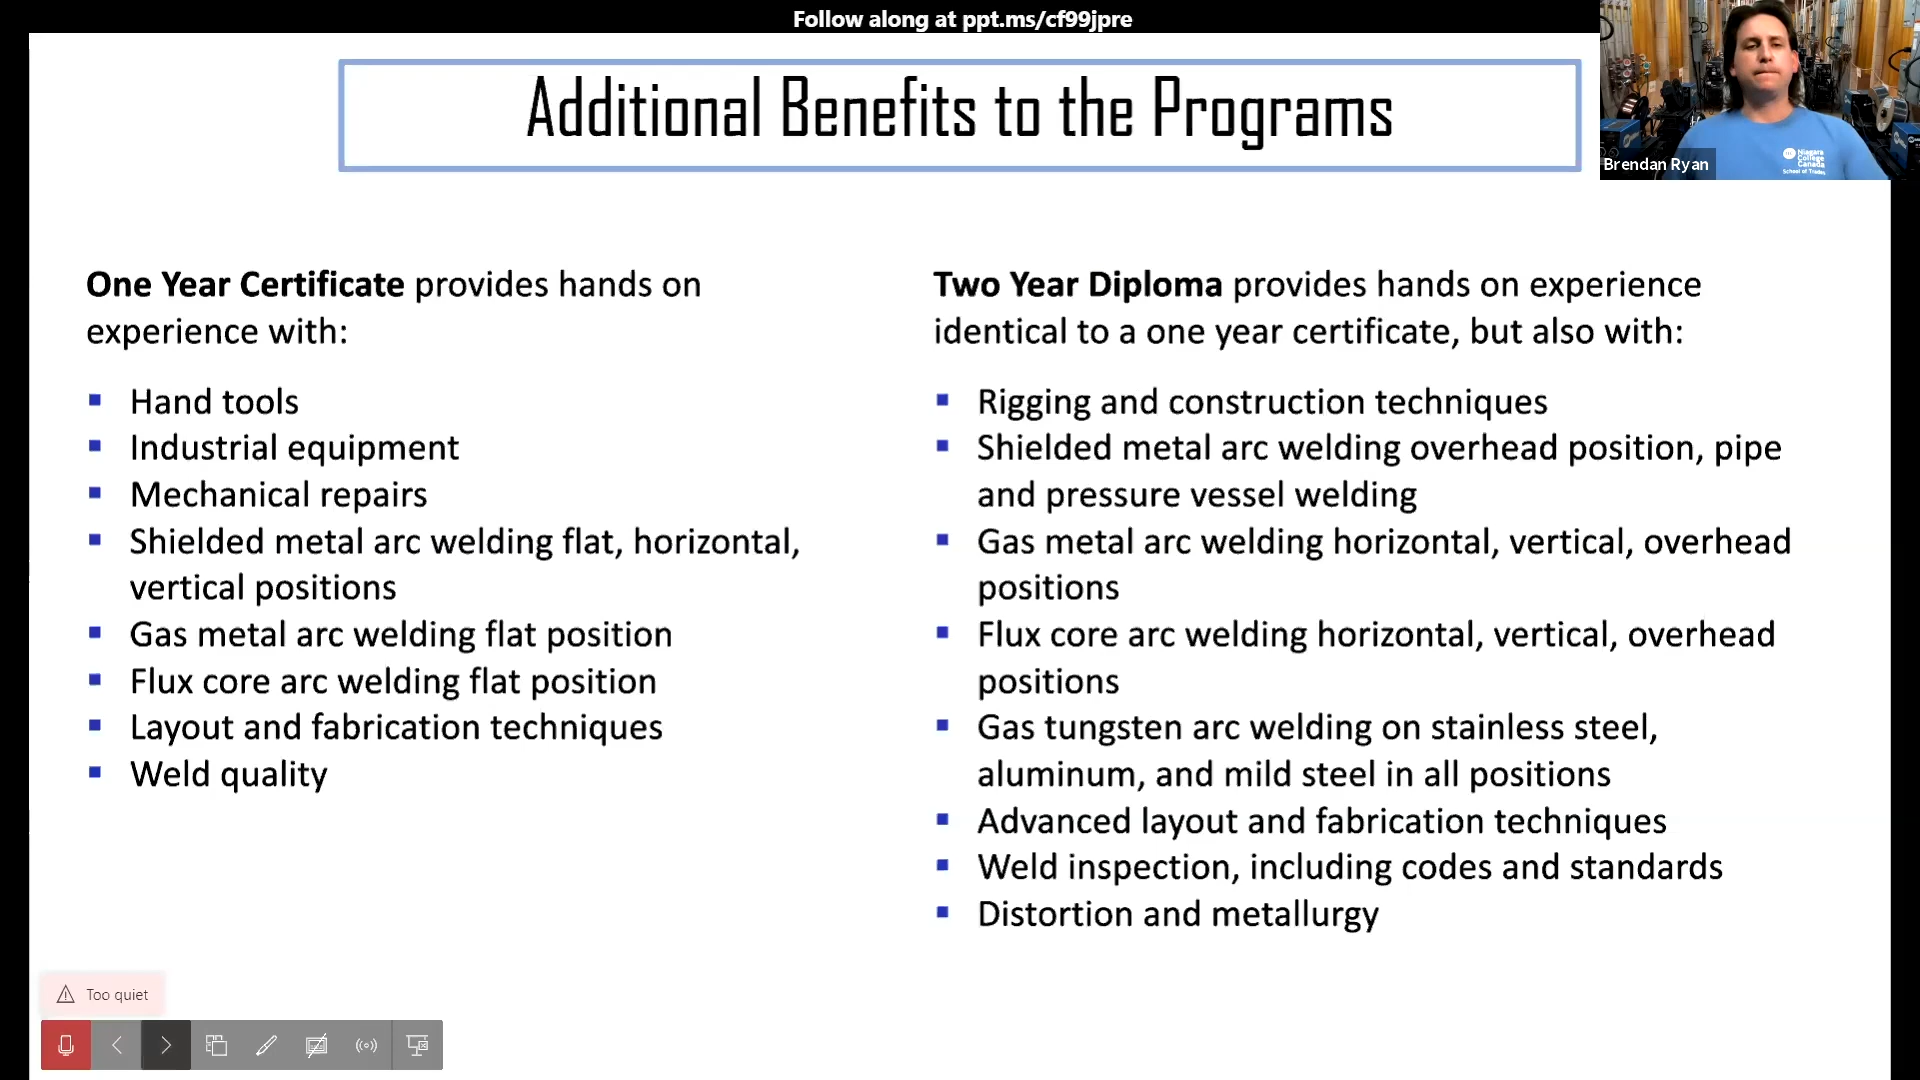 Follow along at ppt.ms/cf99jpre
Additional Benefits to the Programs
Niagara
College
Canada
School of Trades
Brendan Ryan
One Year Certificate provides hands on
experience with:
Hand tools
Industrial equipment
Mechanical repairs
Shielded metal arc welding flat, horizontal,
vertical positions
Gas metal arc welding flat position
Flux core arc welding flat position
Layout and fabrication techniques
Weld quality
Two Year Diploma provides hands on experience
identical to a one year certificate, but also with:
Rigging and construction techniques
Shielded metal arc welding overhead position, pipe
and pressure vessel welding
Gas metal arc welding horizontal, vertical, overhead
positions
Flux core arc welding horizontal, vertical, overhead
positions
Gas tungsten arc welding on stainless steel,
aluminum, and mild steel in all positions
Advanced layout and fabrication techniques
Weld inspection, including codes and standards
Distortion and metallurgy
Too quiet